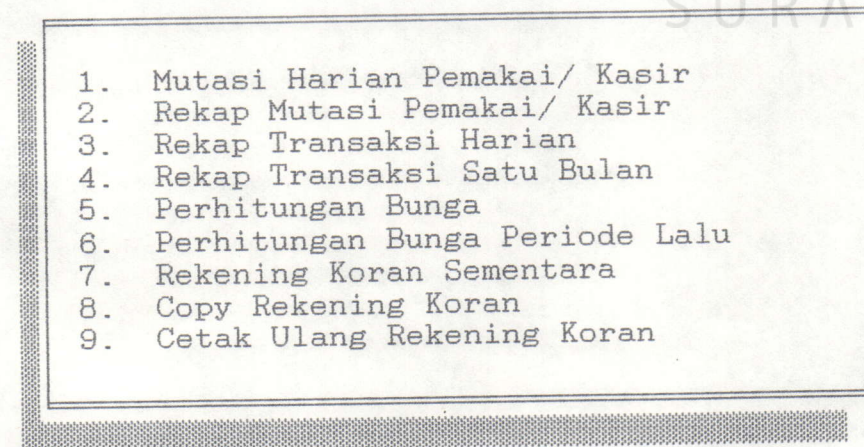 SURA
1. Mutasi Harian Pemakai/ Kasir
2. Rekap Mutasi Pemakai/ Kasir
3. Rekap Transaksi Harian
4. Rekap Transaksi Satu Bulan
5. Perhitungan Bunga
6. Perhitungan Bunga Periode Lalu
7. Rekening Koran Sementara
8. Copy Rekening Koran
9. Cetak Ulang Rekening Koran